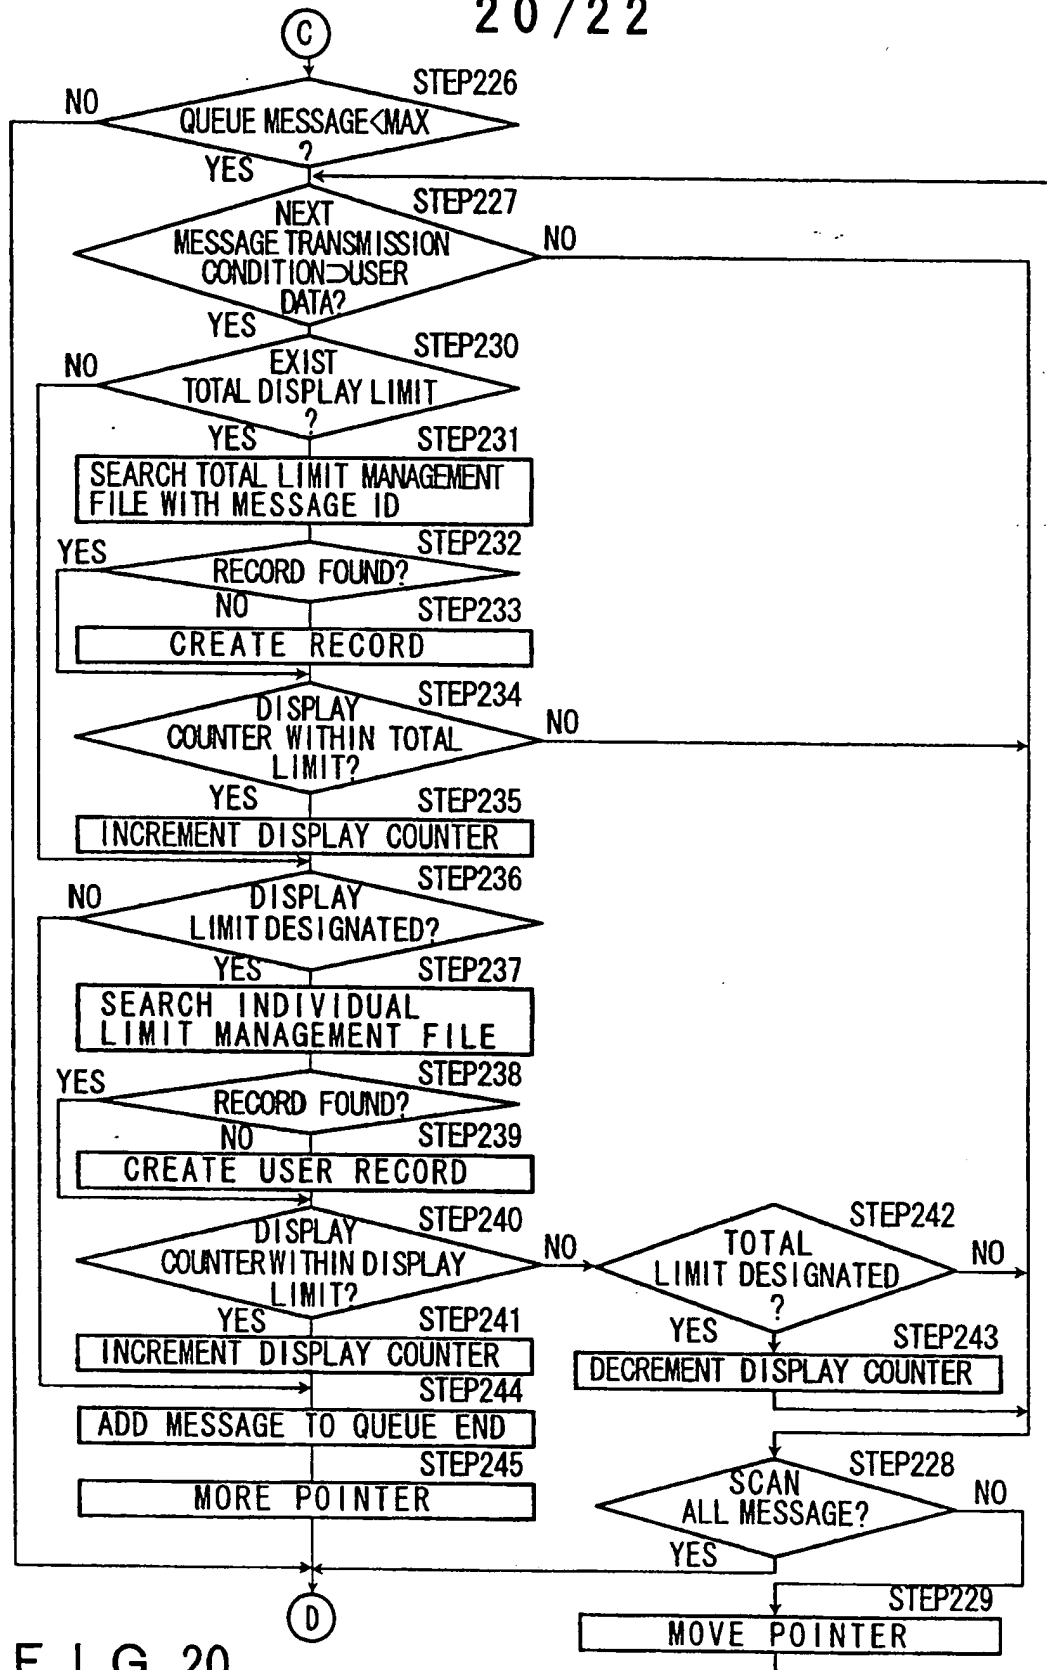 20/22
C
STEP226
NO
QUEUE MESSAGE<MAX
?
YES
STEP227
NEXT
MESSAGE TRANSMISSION
CONDITION⊃USER
DATA?
NO
YES
STEP230
NO
EXIST
TOTAL DISPLAY LIMIT
?
YES
STEP231
SEARCH TOTAL LIMIT MANAGEMENT
FILE WITH MESSAGE ID
STEP232
YES
RECORD FOUND?
NO
STEP233
CREATE RECORD
STEP234
DISPLAY
COUNTER WITHIN TOTAL
LIMIT?
NO
YES
STEP235
INCREMENT DISPLAY COUNTER
STEP236
NO
DISPLAY
LIMIT DESIGNATED?
YES
STEP237
SEARCH INDIVIDUAL
LIMIT MANAGEMENT FILE
STEP238
YES
RECORD FOUND?
NO
STEP239
CREATE USER RECORD
STEP240
DISPLAY
COUNTER WITHIN DISPLAY
LIMIT?
NO
STEP242
TOTAL
LIMIT DESIGNATED
?
NO
YES
STEP241
INCREMENT DISPLAY COUNTER
YES
STEP243
DECREMENT DISPLAY COUNTER
STEP244
ADD MESSAGE TO QUEUE END
STEP245
MORE POINTER
STEP228
SCAN
ALL MESSAGE?
NO
YES
D
STEP229
MOVE POINTER
FIG. 20